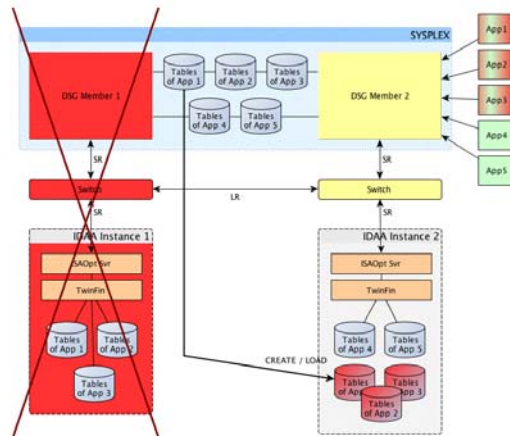 SYSPLEX
App1
App2
App3
App4
App5
DSG Member 1
Tables
of App 1
Tables
of App 2
Tables
of App 3
DSG Member 2
Tables
of App 4
Tables
of App 5
SR
SR
Switch
LR
Switch
SR
SR
IDAA Instance 1
IDAA Instance 2
ISAOpt Svr
ISAOpt Svr
TwinFin
TwinFin
Tables
of App 1
Tables
of App 2
Tables
of App 3
Tables
of App 4
Tables
of App 5
CREATE / LOAD
Tables
of App
Tables
App 3
Tables
of App 2